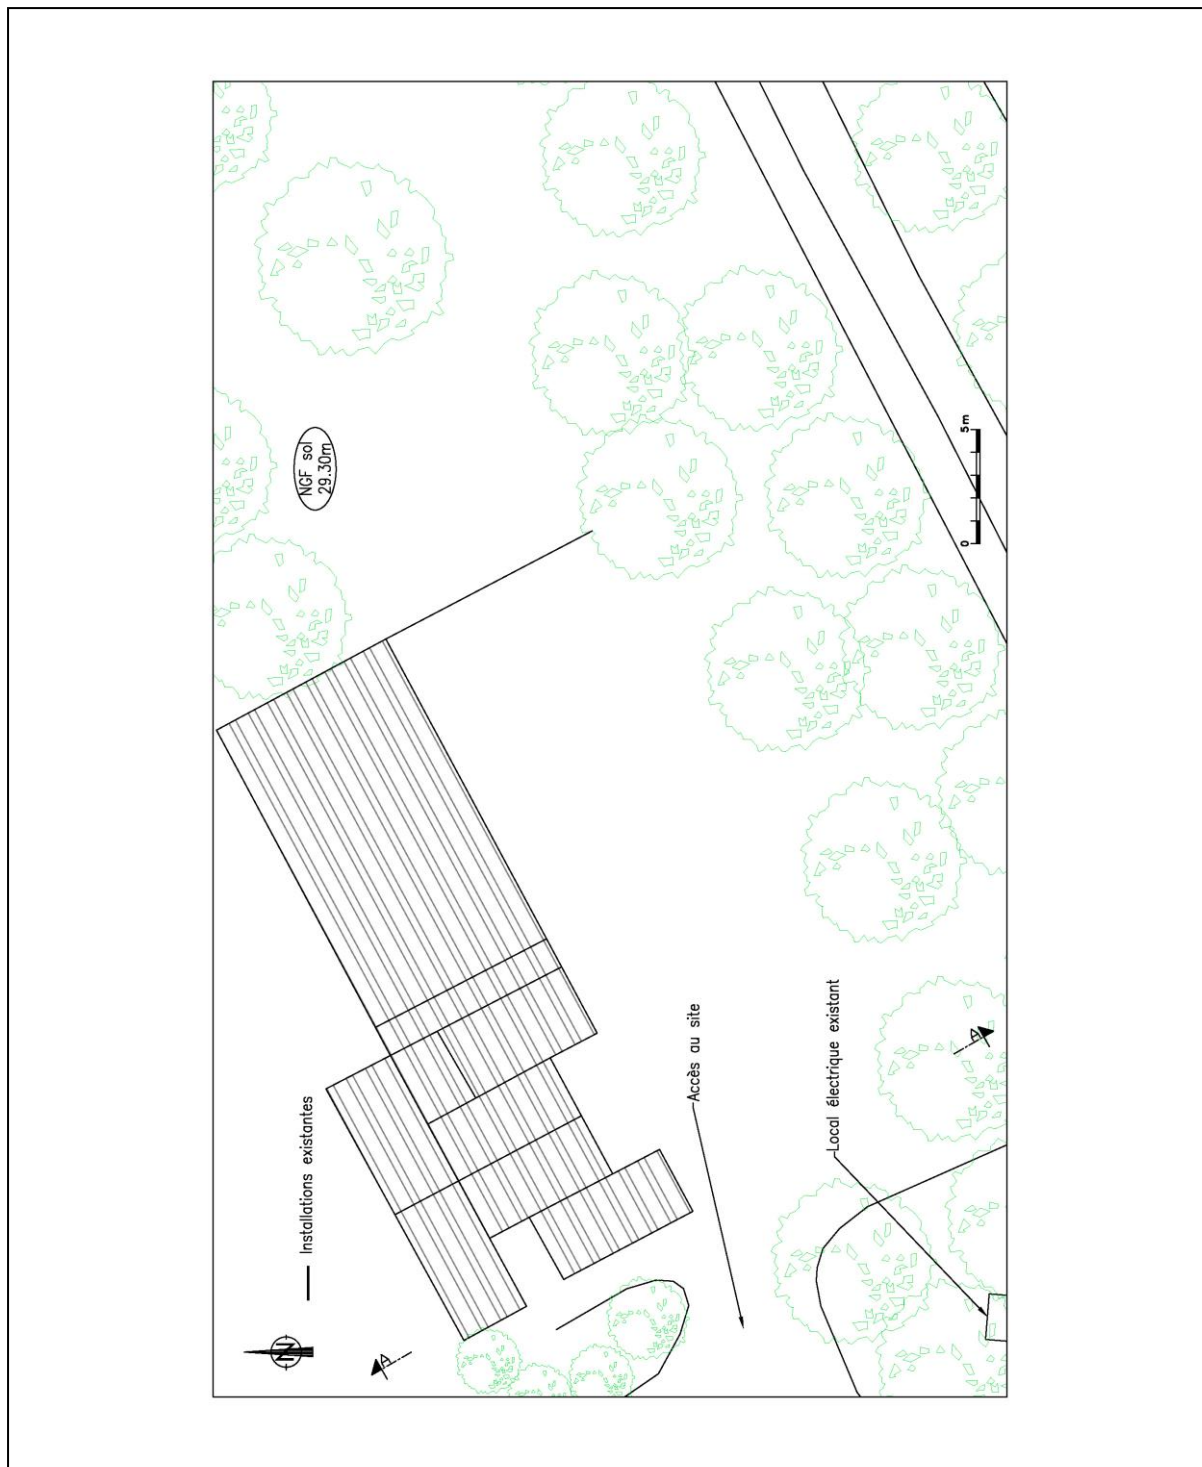 NGF sol
29.30m
0
5m
Accès au site
Local électrique existant
A
Installations existantes
N
A